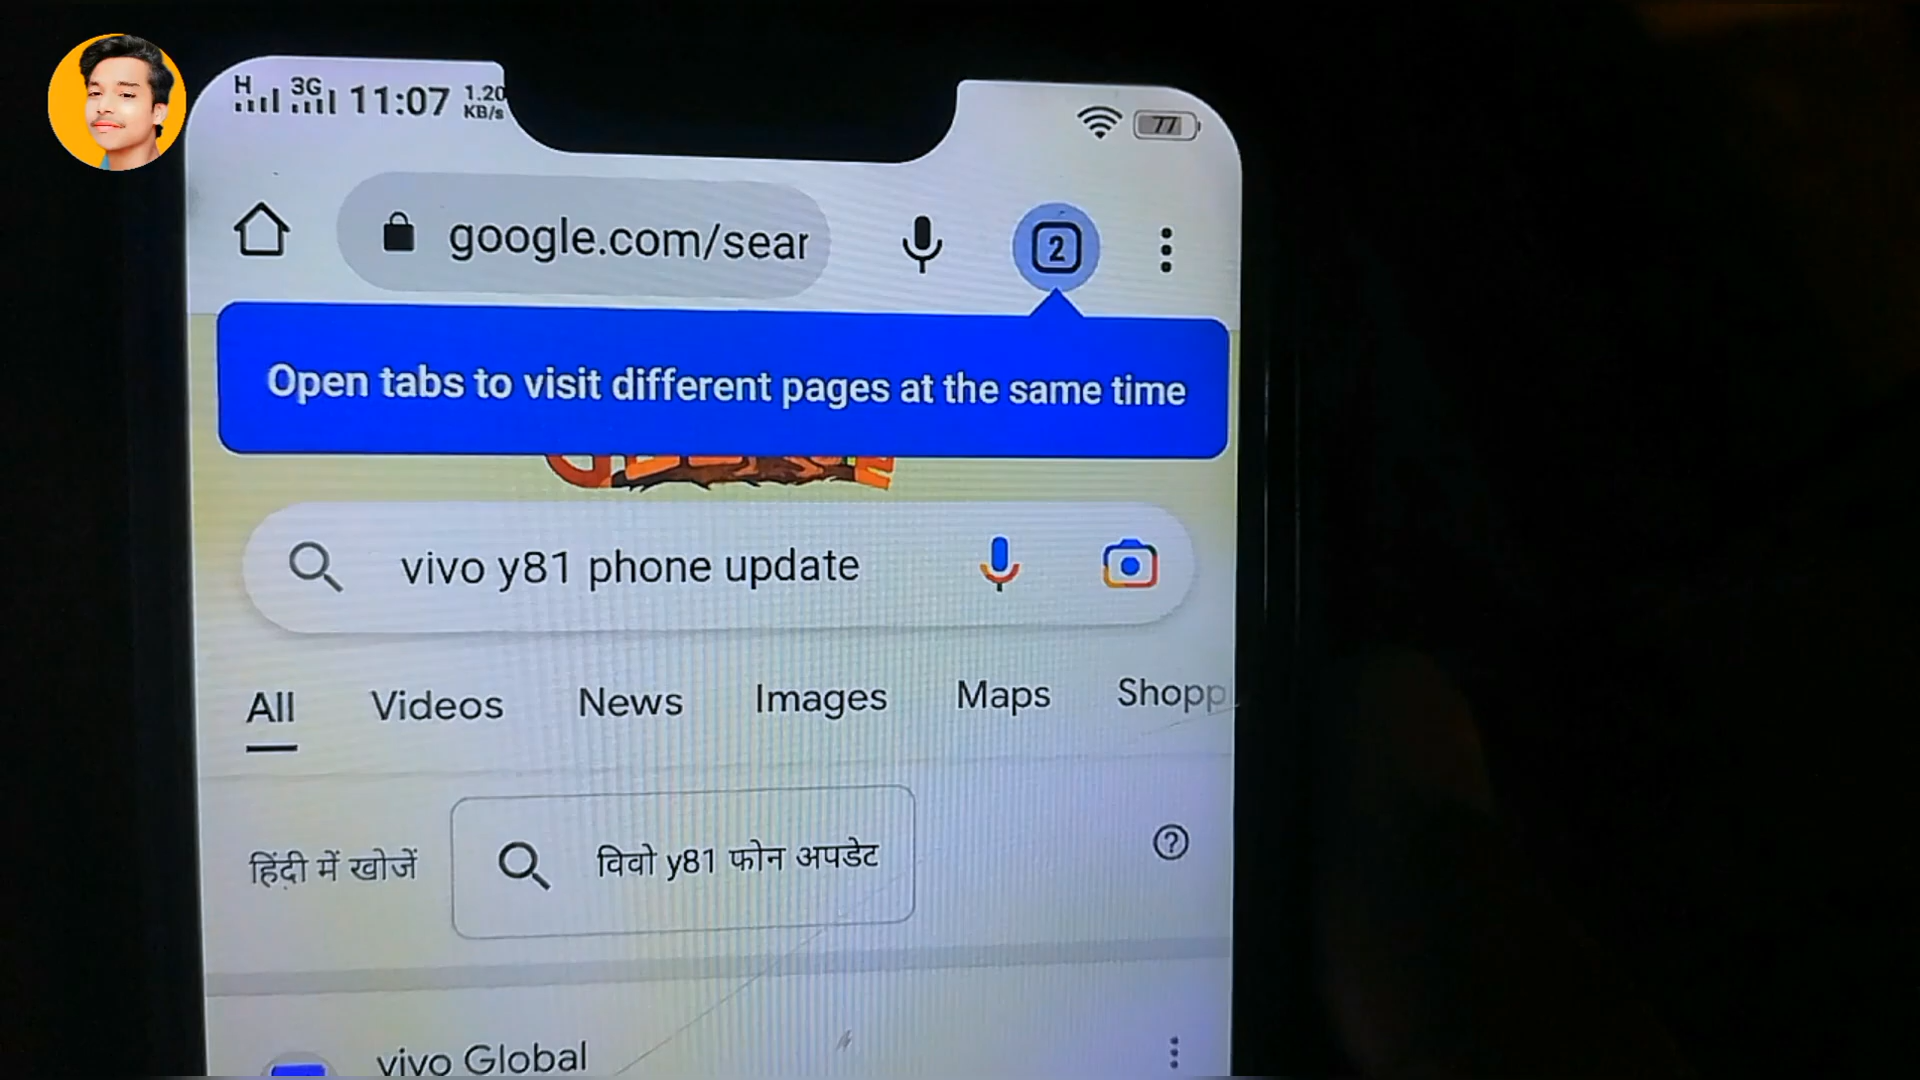 H 3G 11:07 1.20 KB/s 77
google.com/sear 2
Open tabs to visit different pages at the same time
vivo y81 phone update
All Videos News Images Maps Shopp
हिंदी में खोजें विवो y81 फोन अपडेट
vivo Global